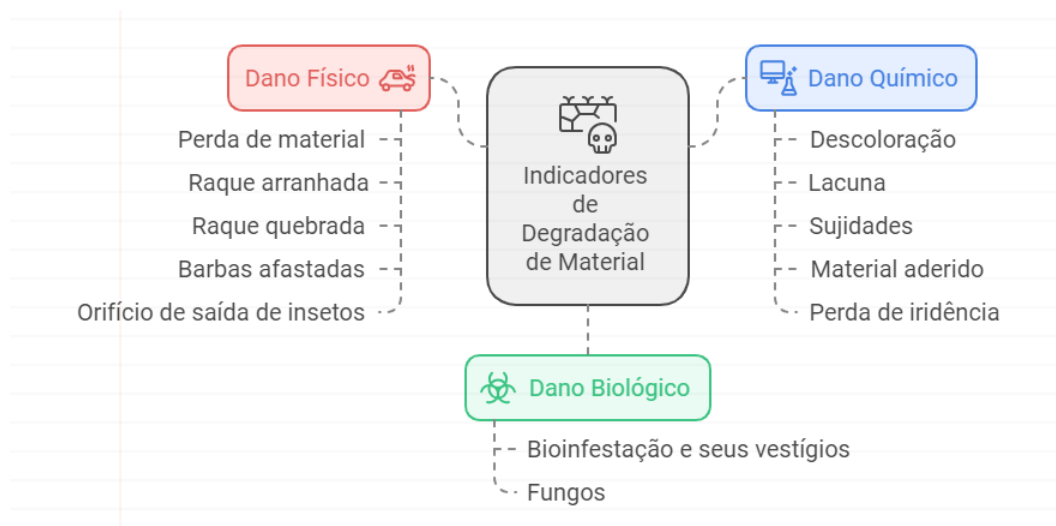 Dano Físico
Perda de material
Raque arranhada
Raque quebrada
Barbas afastadas
Orifício de saída de insetos
Indicadores
de
Degradação
de Material
Dano Químico
Descoloração
Lacuna
Sujidades
Material aderido
Perda de iridência
Dano Biológico
Bioinfestação e seus vestígios
Fungos